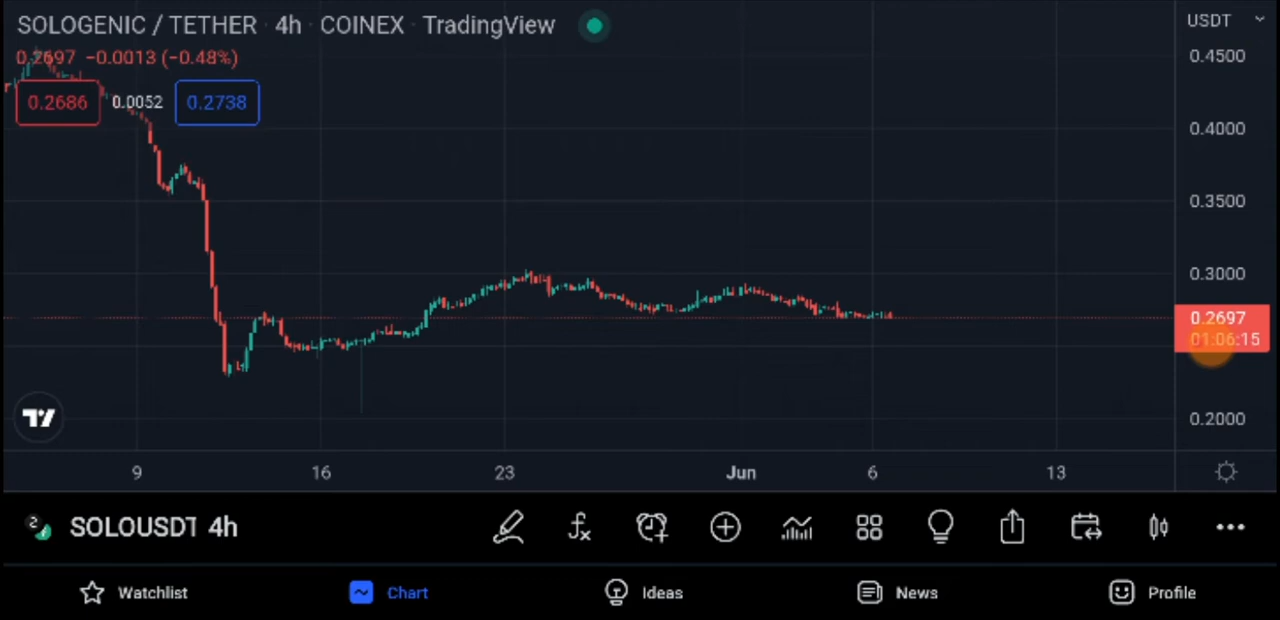 SOLOGENIC / TETHER · 4h · COINEX · TradingView
USDT
0.2697 −0.0013 (−0.48%)
0.2686 0.0052 0.2738
0.4500
0.4000
0.3500
0.3000
0.2697
01:06:15
0.2000
9 16 23 Jun 6 13
SOLOUSDT 4h
Watchlist Chart Ideas News Profile